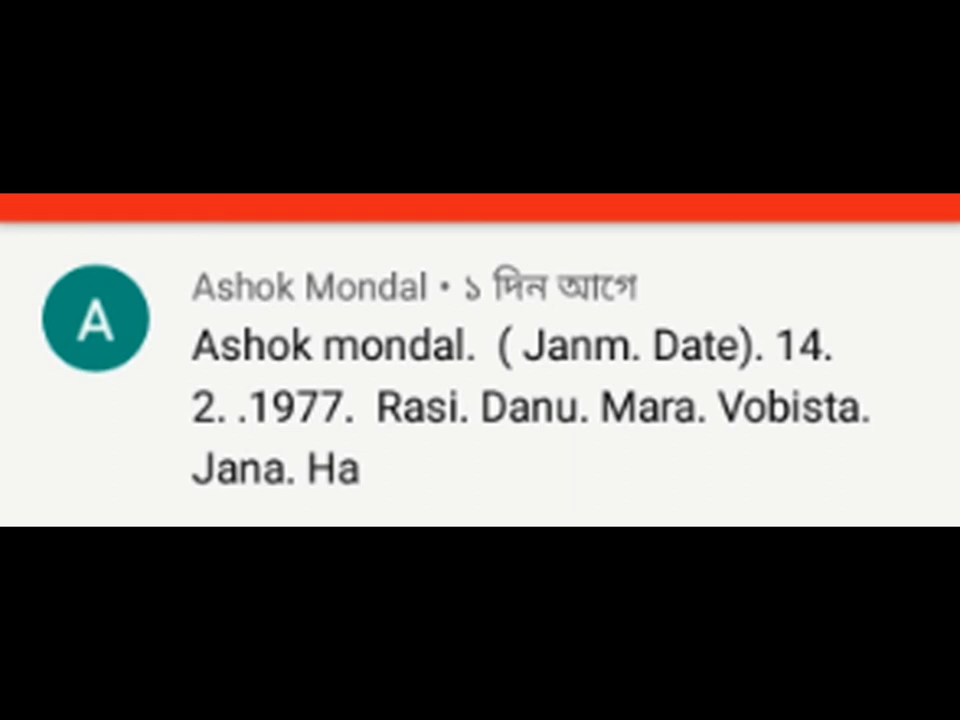 A
Ashok Mondal • ১ দিন আগে
Ashok mondal.  ( Janm. Date). 14.
2. .1977.  Rasi. Danu. Mara. Vobista.
Jana. Ha